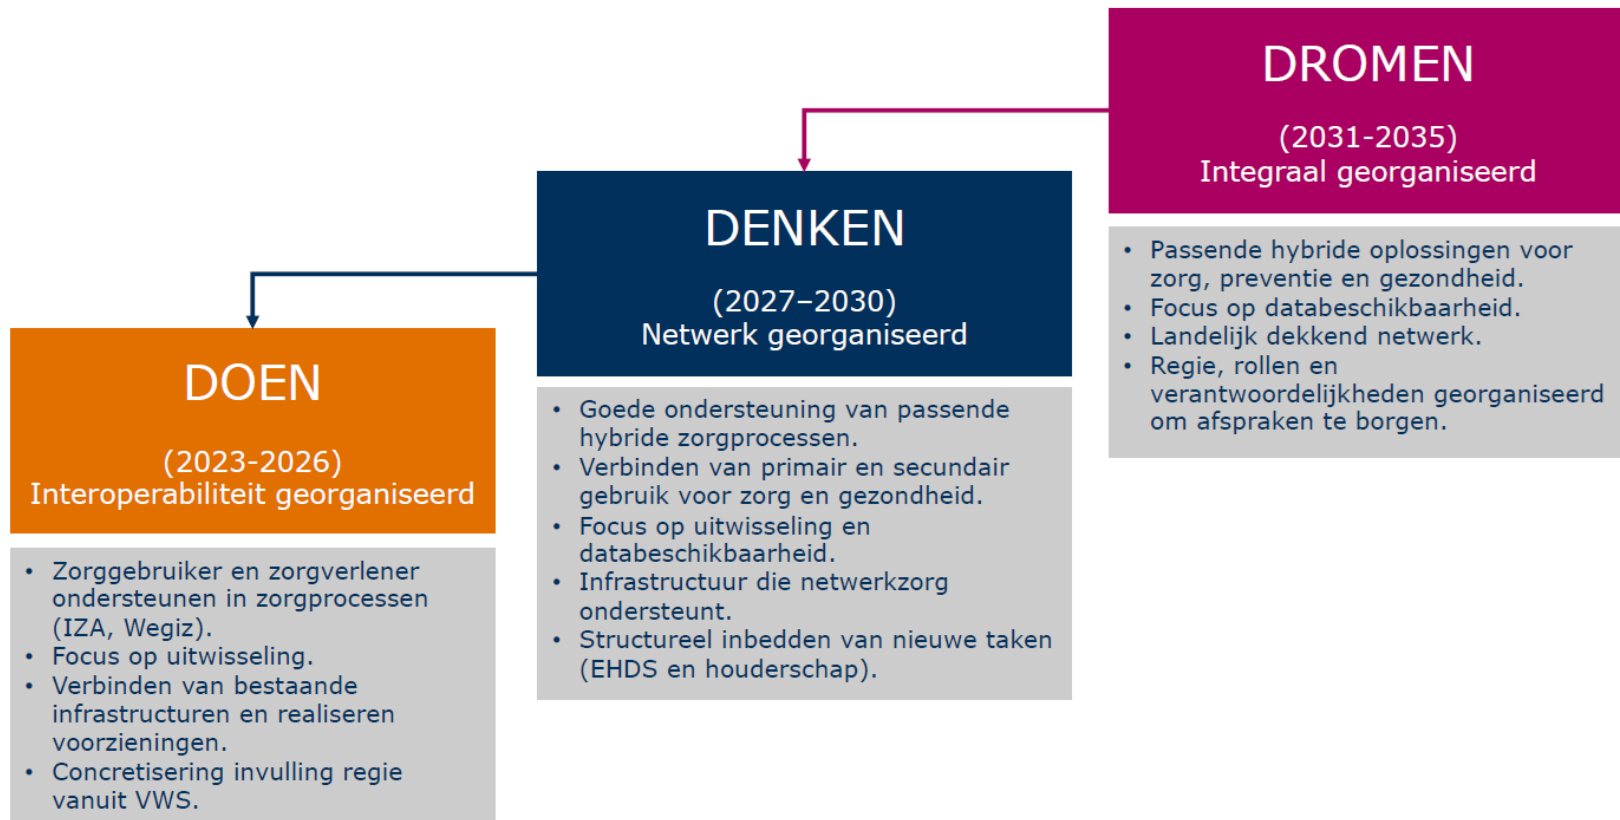 DROMEN
(2031-2035)
Integraal georganiseerd
• Passende hybride oplossingen voor
zorg, preventie en gezondheid.
• Focus op databeschikbaarheid.
• Landelijk dekkend netwerk.
• Regie, rollen en
verantwoordelijkheden georganiseerd
om afspraken te borgen.
DENKEN
(2027–2030)
Netwerk georganiseerd
• Goede ondersteuning van passende
hybride zorgprocessen.
• Verbinden van primair en secundair
gebruik voor zorg en gezondheid.
• Focus op uitwisseling en
databeschikbaarheid.
• Infrastructuur die netwerkzorg
ondersteunt.
• Structureel inbedden van nieuwe taken
(EHDS en houderschap).
DOEN
(2023-2026)
Interoperabiliteit georganiseerd
• Zorggebruiker en zorgverlener
ondersteunen in zorgprocessen
(IZA, Wegiz).
• Focus op uitwisseling.
• Verbinden van bestaande
infrastructuren en realiseren
voorzieningen.
• Concretisering invulling regie
vanuit VWS.